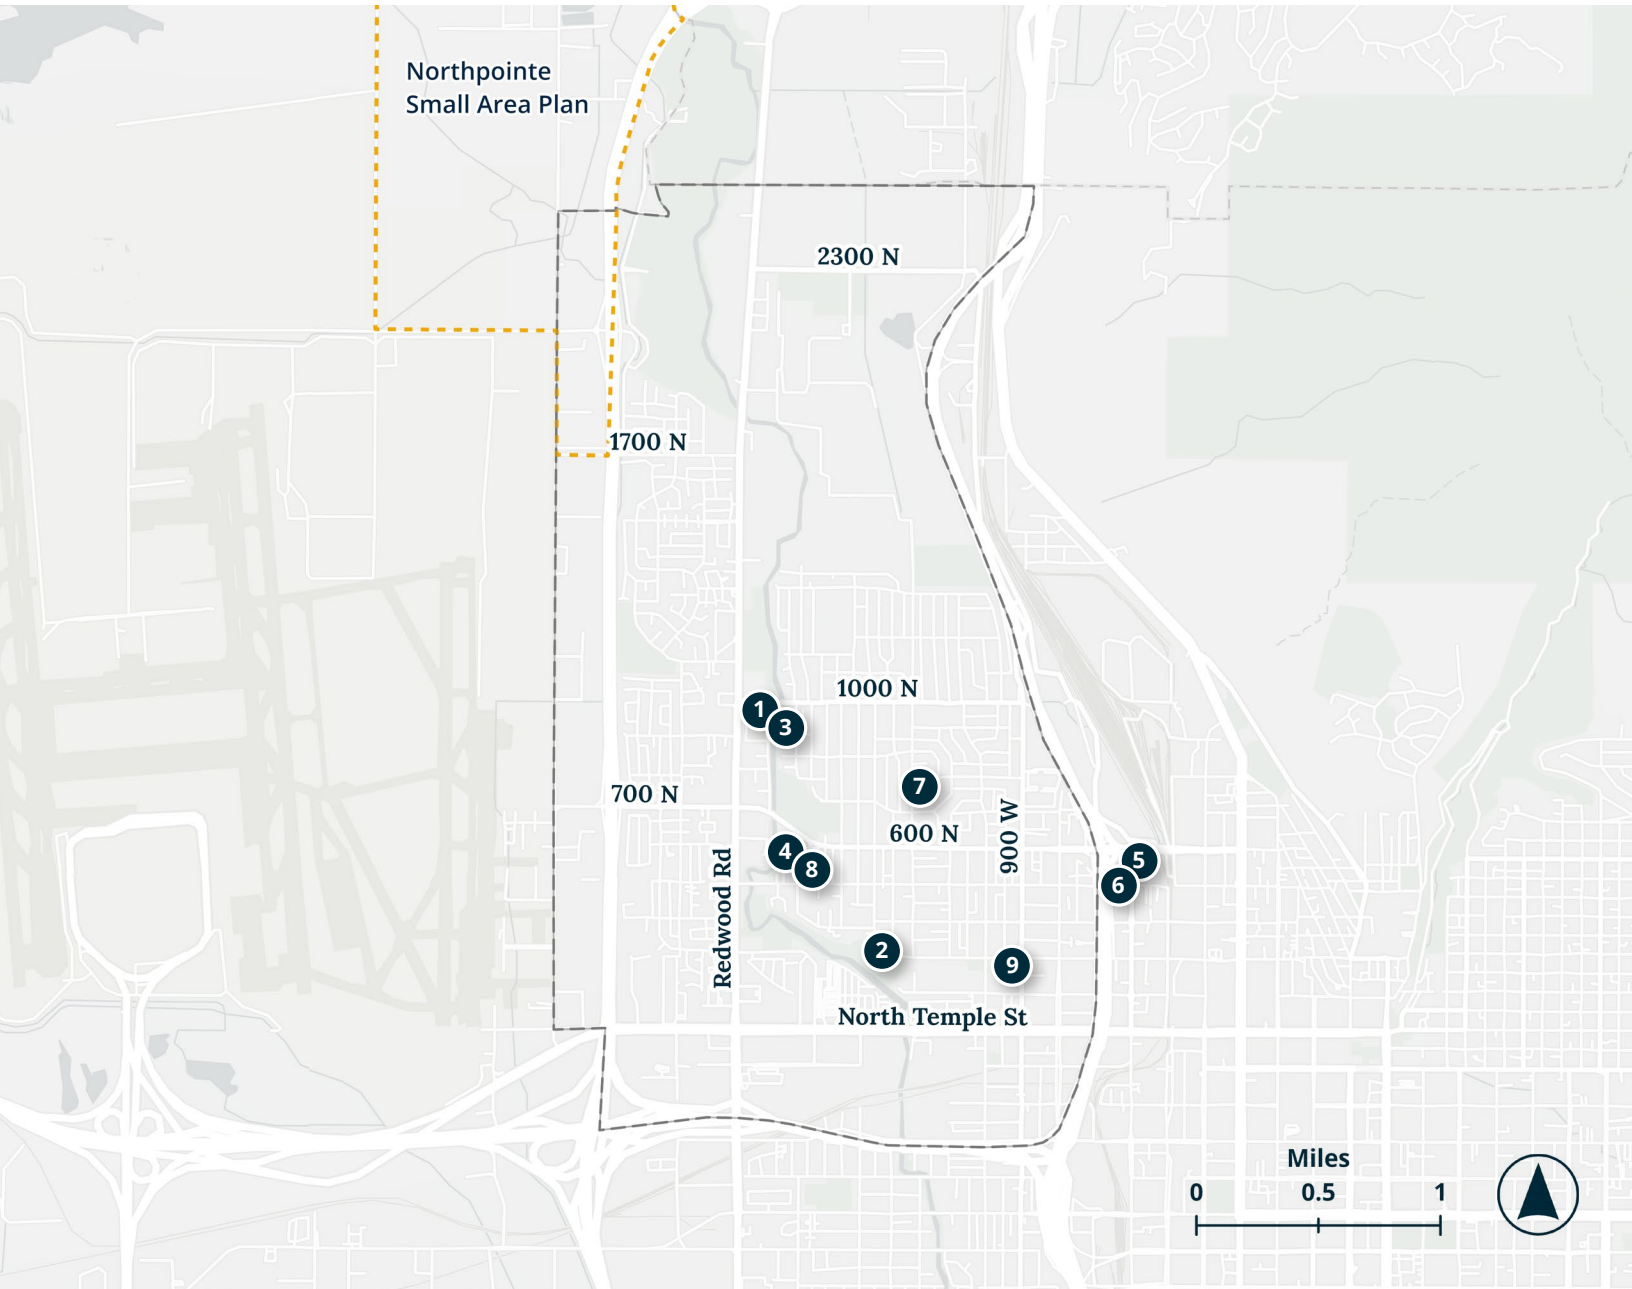 Northpointe
Small Area Plan
2300 N
1700 N
1000 N
1
3
7
700 N
600 N
900 W
4
8
5
6
Redwood Rd
2
9
North Temple St
Miles
0 0.5 1